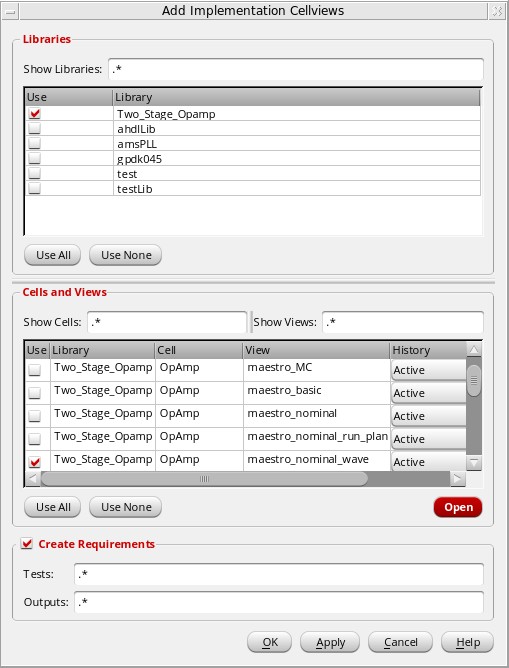 Add Implementation Cellviews
Libraries
Show Libraries: .*
Use Library
Two_Stage_Opamp
ahdlLib
amsPLL
gpdk045
test
testLib
Use All Use None
Cells and Views
Show Cells: .* Show Views: .*
Use Library Cell View History
Two_Stage_Opamp OpAmp maestro_MC Active
Two_Stage_Opamp OpAmp maestro_basic Active
Two_Stage_Opamp OpAmp maestro_nominal Active
Two_Stage_Opamp OpAmp maestro_nominal_run_plan Active
Two_Stage_Opamp OpAmp maestro_nominal_wave Active
Use All Use None Open
Create Requirements
Tests: .*
Outputs: .*
OK Apply Cancel Help